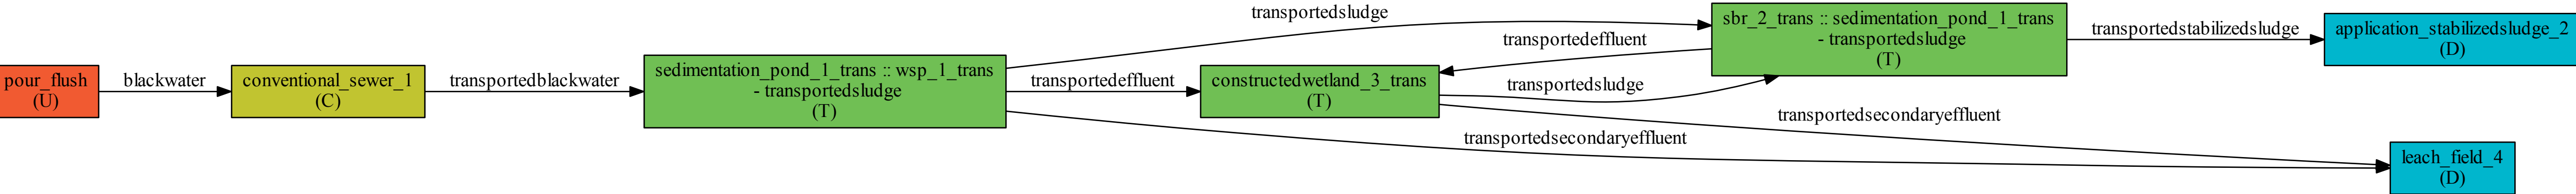 pour_flush
(U)
blackwater
conventional_sewer_1
(C)
transportedblackwater
sedimentation_pond_1_trans :: wsp_1_trans
- transportedsludge
(T)
transportedsludge
transportedeffluent
transportedsecondaryeffluent
constructedwetland_3_trans
(T)
transportedeffluent
transportedsludge
transportedsecondaryeffluent
sbr_2_trans :: sedimentation_pond_1_trans
- transportedsludge
(T)
transportedstabilizedsludge
application_stabilizedsludge_2
(D)
leach_field_4
(D)